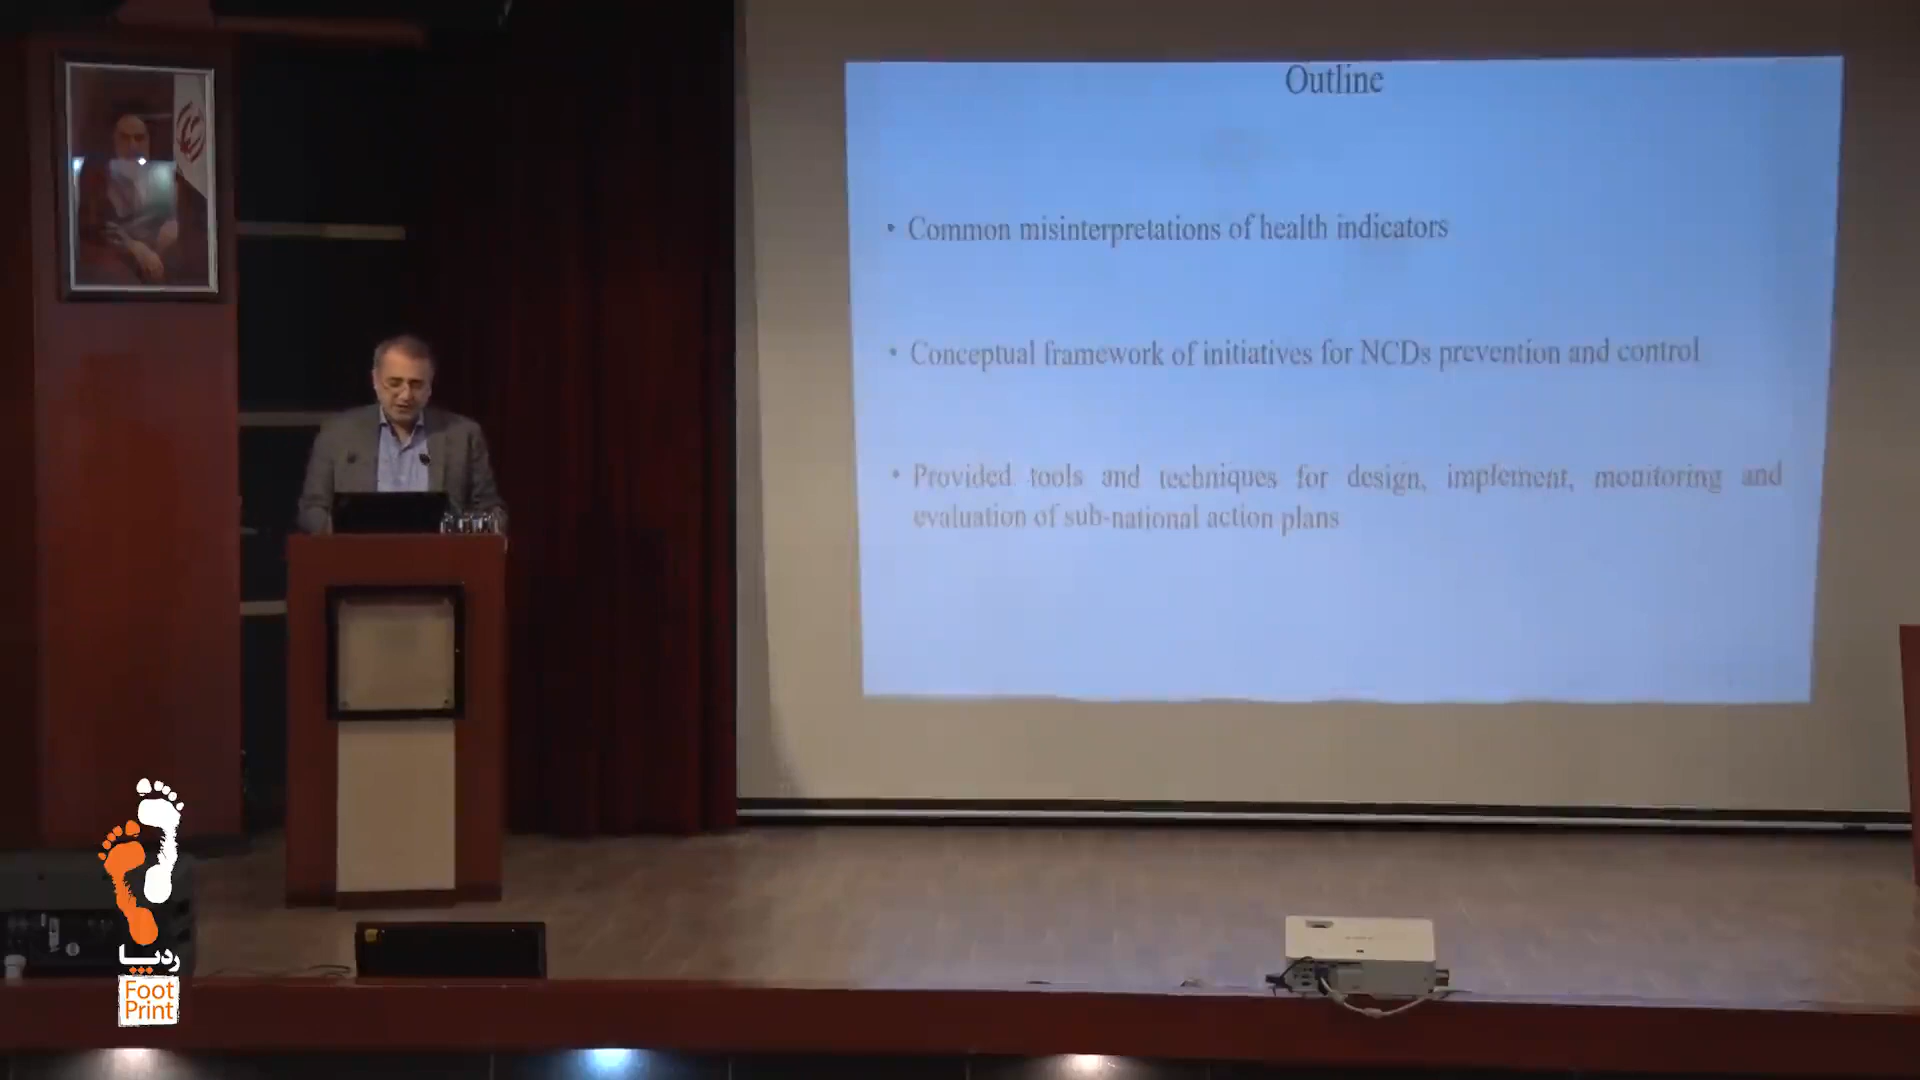 Outline
• Common misinterpretations of health indicators
• Conceptual framework of initiatives for NCDs prevention and control
• Provided tools and techniques for design, implement, monitoring and
evaluation of sub-national action plans
ردپا
Foot
Print